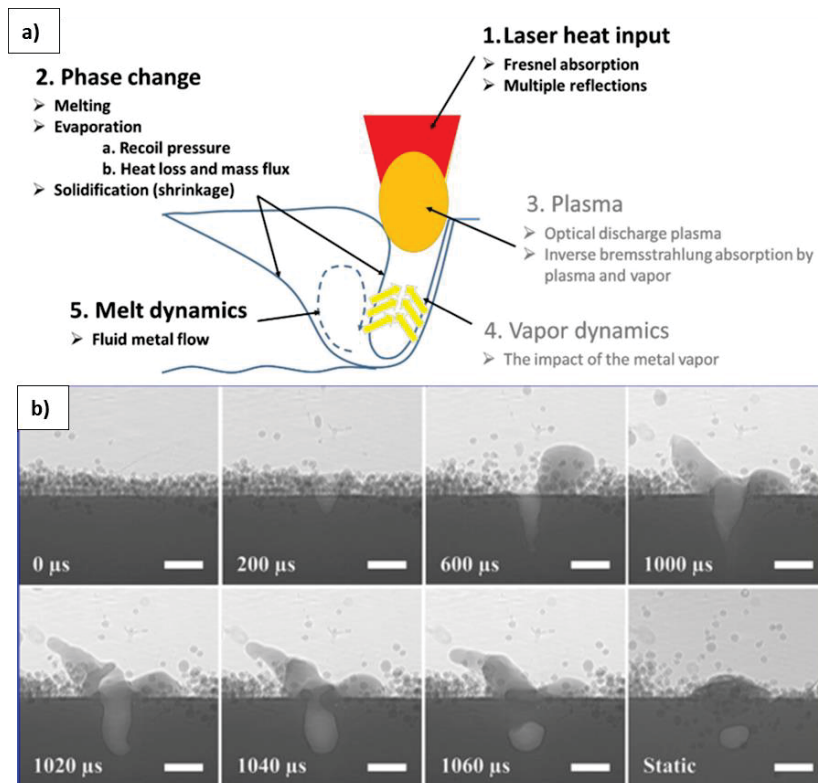 a)
1. Laser heat input
➢ Fresnel absorption
➢ Multiple reflections
2. Phase change
➢ Melting
➢ Evaporation
a. Recoil pressure
b. Heat loss and mass flux
➢ Solidification (shrinkage)
3. Plasma
➢ Optical discharge plasma
➢ Inverse bremsstrahlung absorption by
plasma and vapor
5. Melt dynamics
➢ Fluid metal flow
4. Vapor dynamics
➢ The impact of the metal vapor
b)
0 µs
200 µs
600 µs
1000 µs
1020 µs
1040 µs
1060 µs
Static